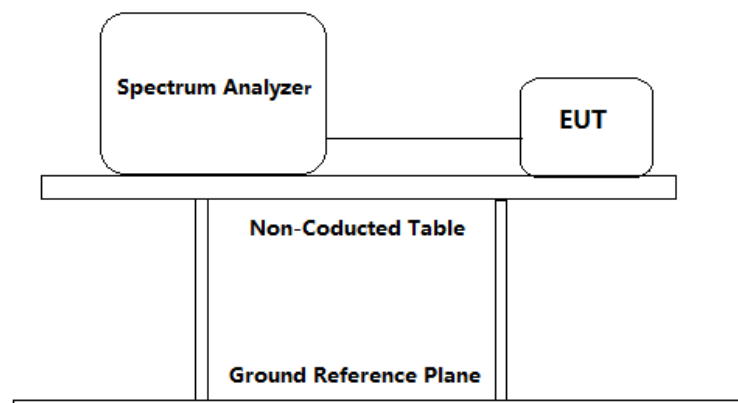 Spectrum Analyzer
EUT
Non-Coducted Table
Ground Reference Plane